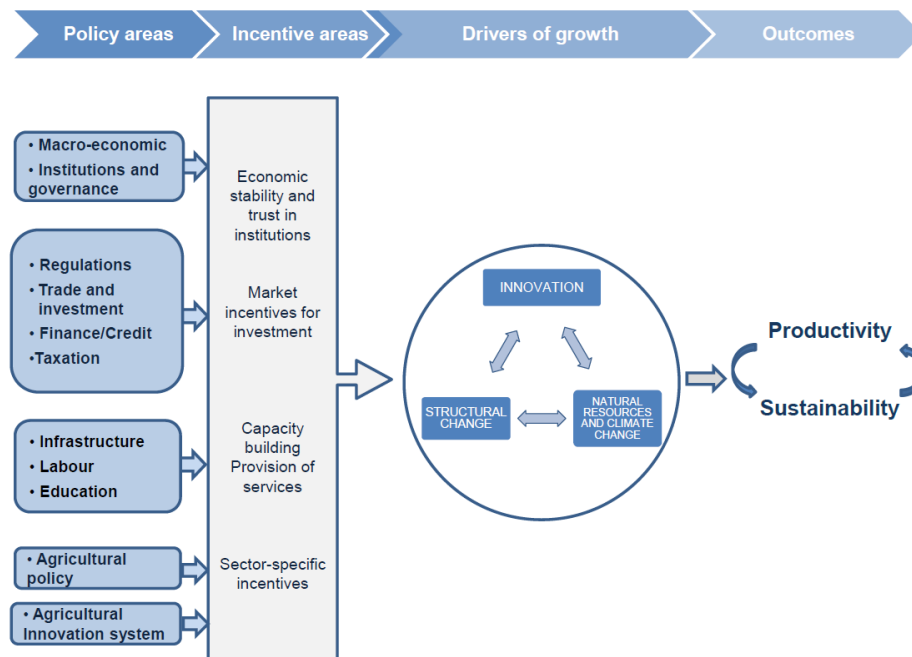 Policy areas
Incentive areas
Drivers of growth
Outcomes
• Macro-economic
• Institutions and
governance
• Regulations
• Trade and
investment
• Finance/Credit
•Taxation
• Infrastructure
• Labour
• Education
• Agricultural
policy
• Agricultural
Innovation system
Economic
stability and
trust in
institutions
Market
incentives for
investment
Capacity
building
Provision of
services
Sector-specific
incentives
INNOVATION
STRUCTURAL
CHANGE
NATURAL
RESOURCES
AND CLIMATE
CHANGE
Productivity
Sustainability